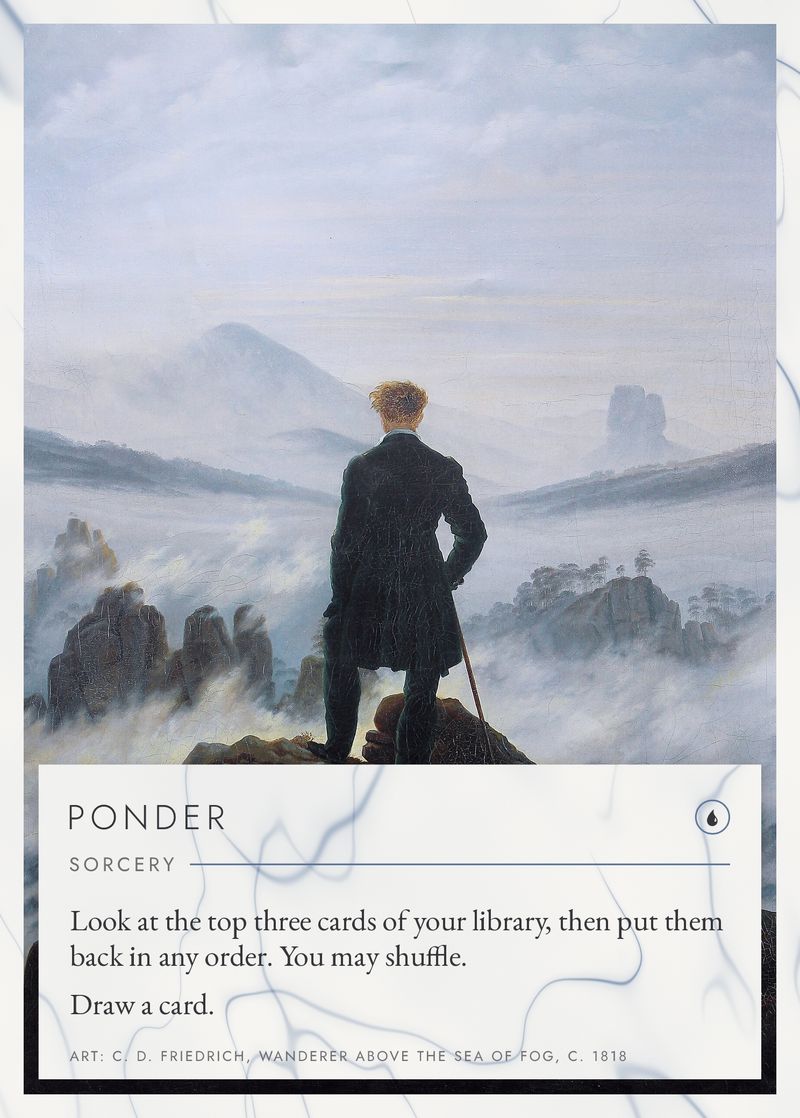 PONDER
SORCERY
Look at the top three cards of your library, then put them
back in any order. You may shuffle.
Draw a card.
ART: C. D. FRIEDRICH, WANDERER ABOVE THE SEA OF FOG, C. 1818